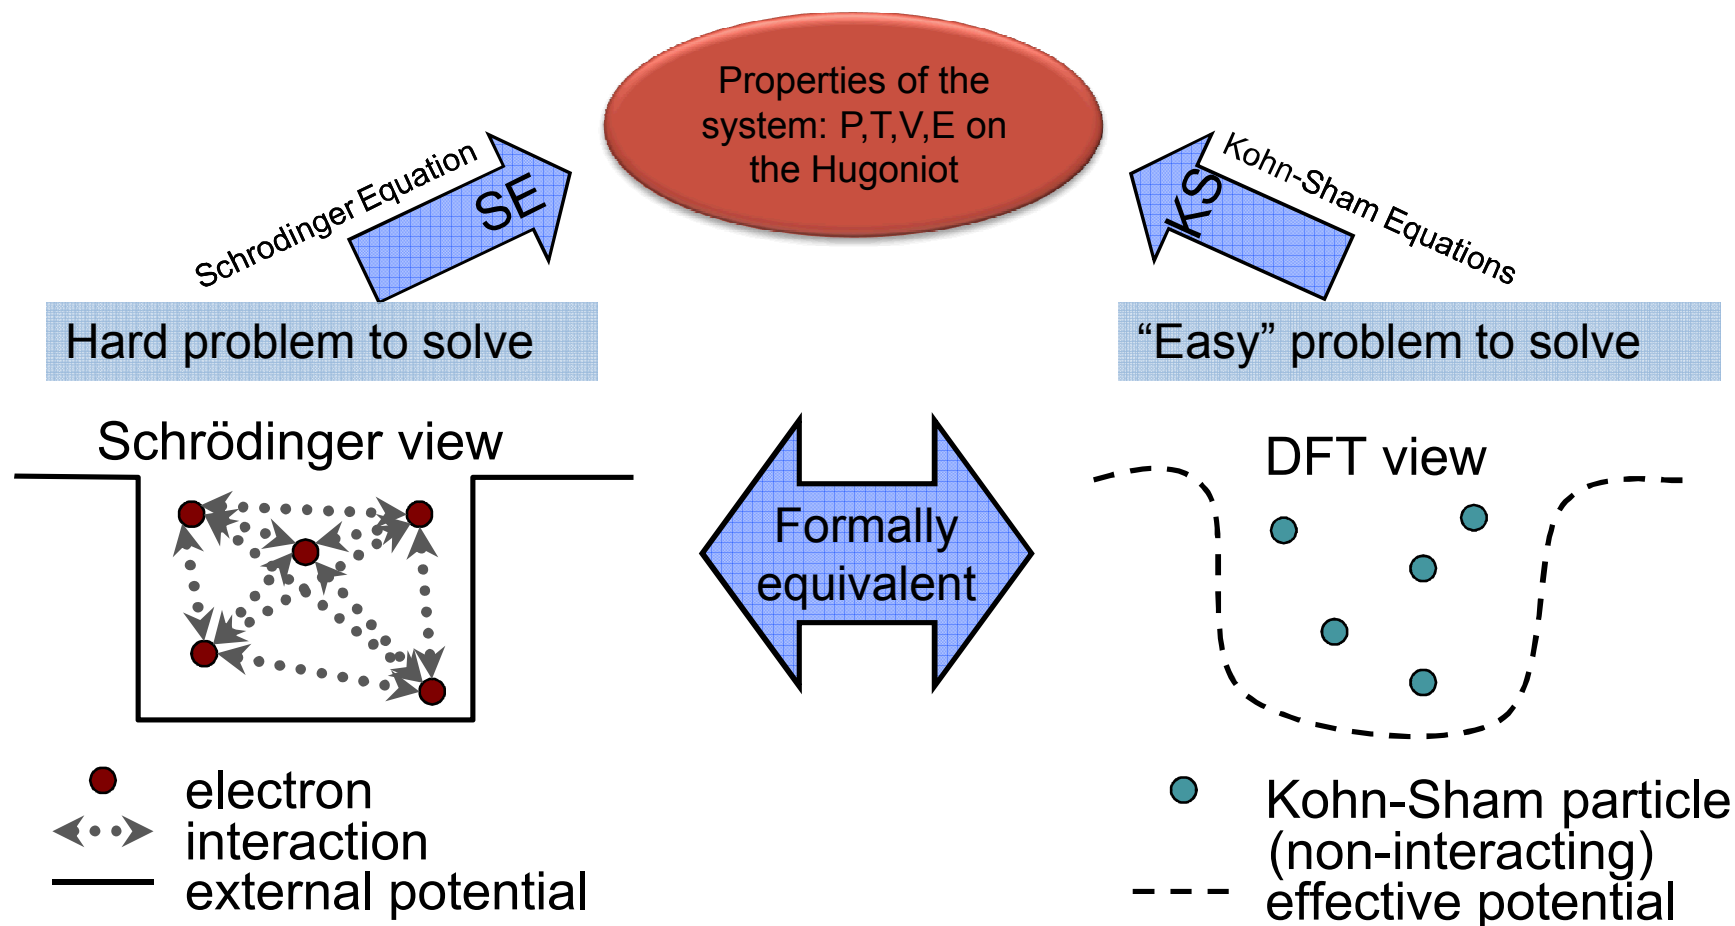 Properties of the
system: P,T,V,E on
the Hugoniot
Schrodinger Equation
SE
KS
Kohn-Sham Equations
Hard problem to solve
“Easy” problem to solve
Schrödinger view
DFT view
Formally
equivalent
electron
interaction
external potential
Kohn-Sham particle
(non-interacting)
effective potential